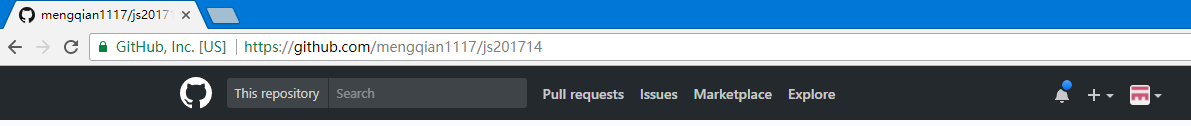 mengqian1117/js2017
GitHub, Inc. [US] https://github.com/mengqian1117/js201714
This repository Search Pull requests Issues Marketplace Explore